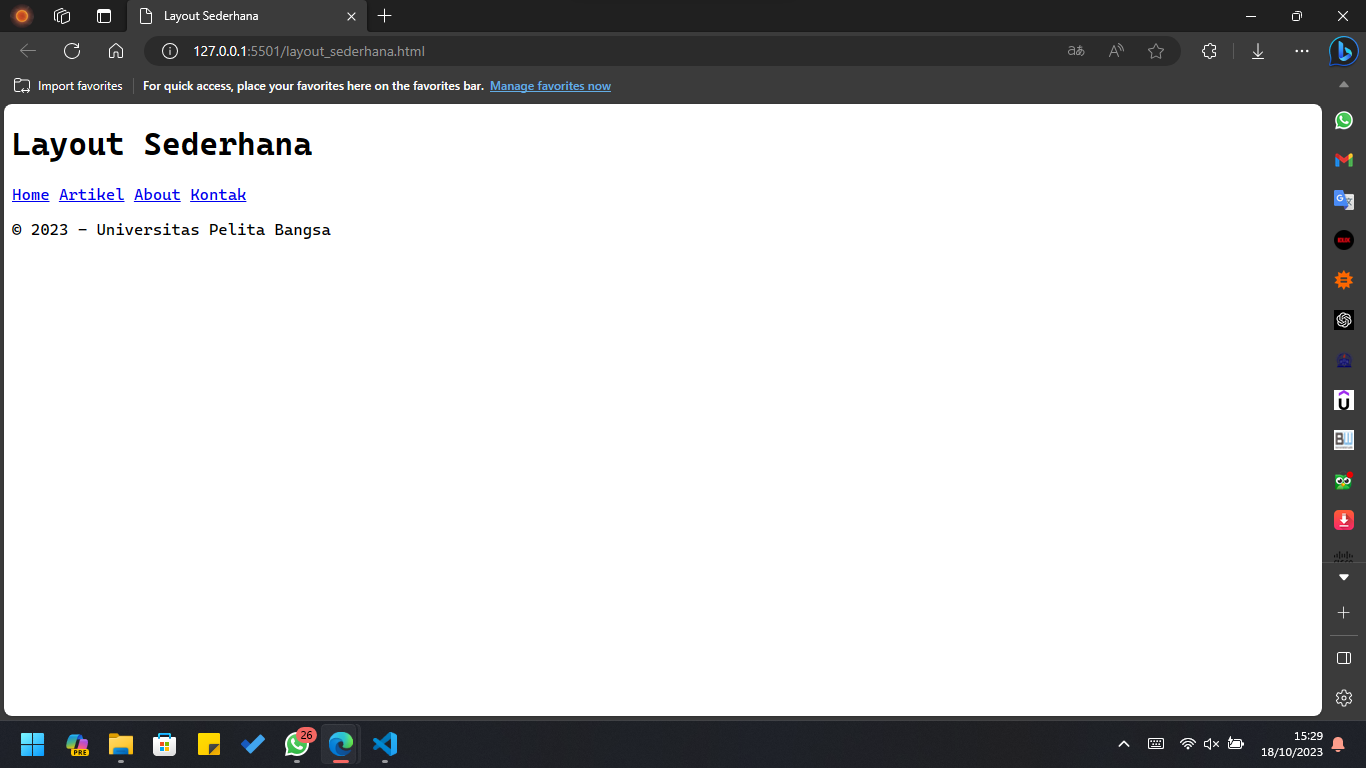 Layout Sederhana
127.0.0.1:5501/layout_sederhana.html
Import favorites
For quick access, place your favorites here on the favorites bar. Manage favorites now
Layout Sederhana
Home Artikel About Kontak
© 2023 - Universitas Pelita Bangsa
PRE
26
15:29
18/10/2023